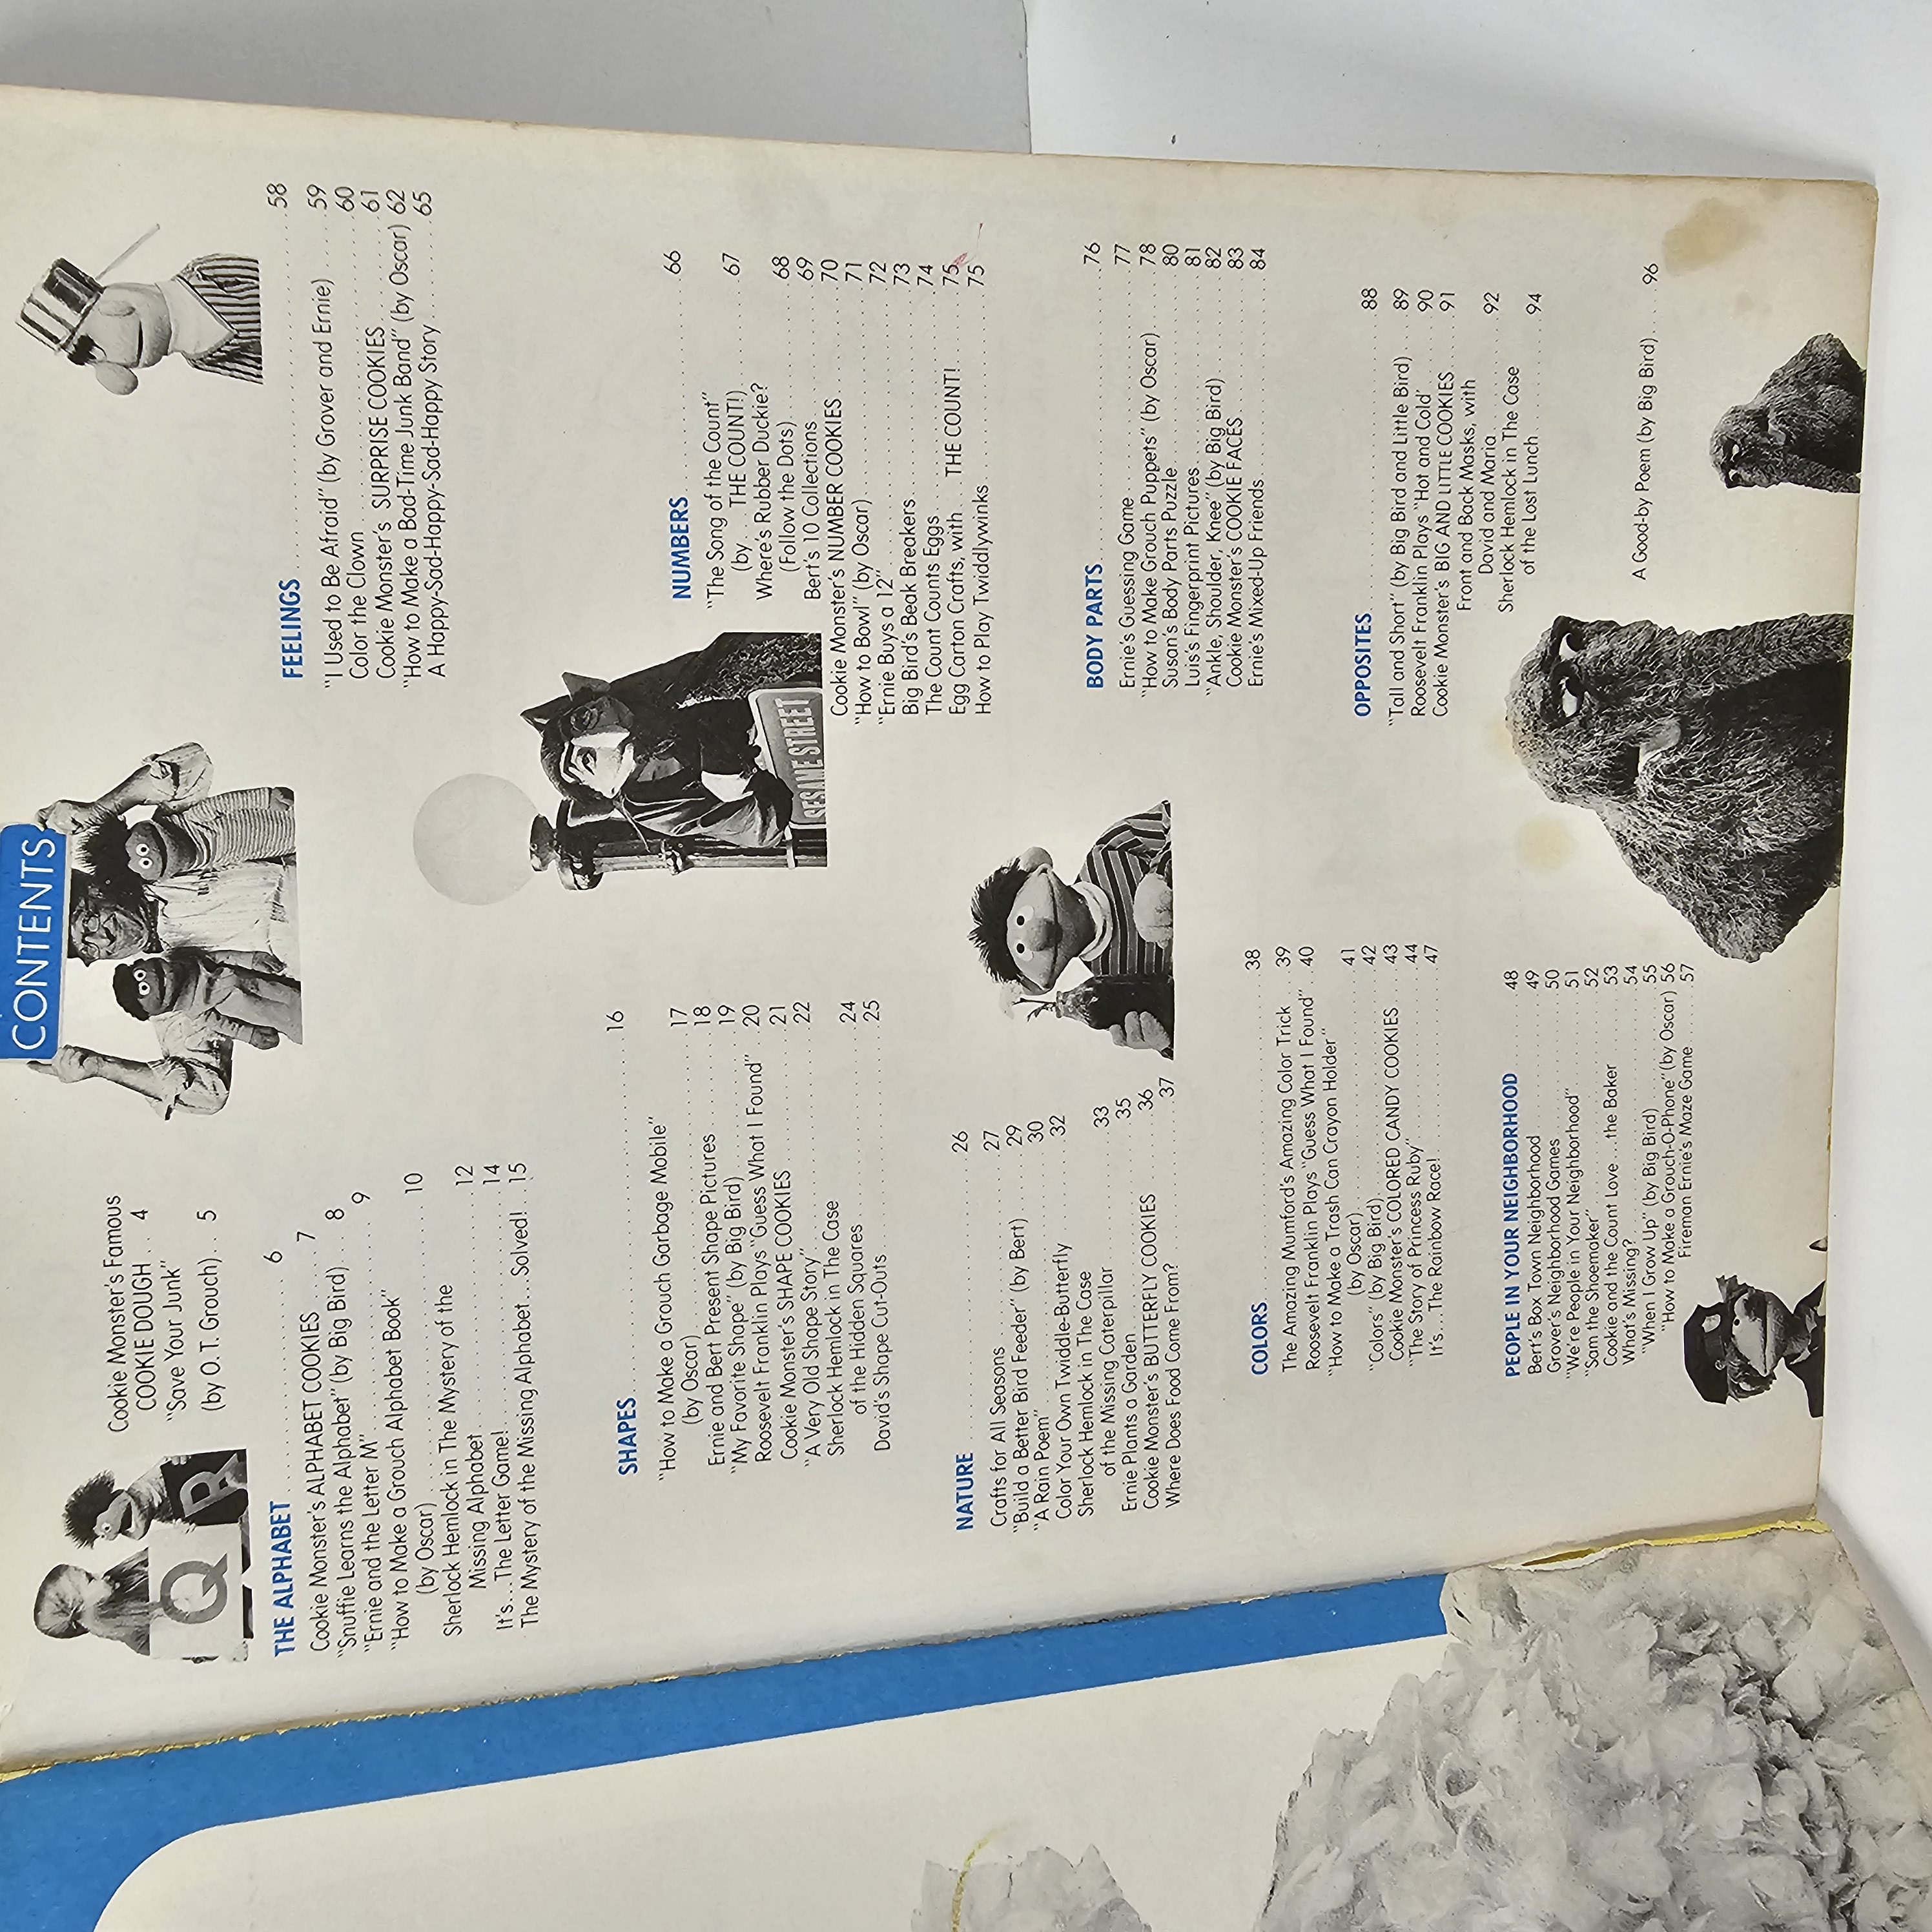 CONTENTS
Q
R
Cookie Monster's Famous
COOKIE DOUGH . . 4
"Save Your Junk"
(by O. T. Grouch) . . 5
THE ALPHABET . . . . . . . . . . 6
Cookie Monster's ALPHABET COOKIES . . . . . 7
"Snuffie Learns the Alphabet" (by Big Bird) . . . 8
"Ernie and the Letter M" . . . . . . . . . . 9
"How to Make a Grouch Alphabet Book"
(by Oscar) . . . . . . . . . . 10
Sherlock Hemlock in The Mystery of the
Missing Alphabet . . . . . . . . . . 12
It's...The Letter Game! . . . . . . . . . . 14
The Mystery of the Missing Alphabet...Solved! . . 15
SHAPES . . . . . . . . . . 16
"How to Make a Grouch Garbage Mobile"
(by Oscar) . . . . . . . . . . 17
Ernie and Bert Present Shape Pictures . . . . . . . . . 18
"My Favorite Shape" (by Big Bird) . . . . . . . . . . 19
Roosevelt Franklin Plays "Guess What I Found" . . 20
Cookie Monster's SHAPE COOKIES . . . . . . . . . . 21
"A Very Old Shape Story" . . . . . . . . . . 22
Sherlock Hemlock in The Case
of the Hidden Squares . . . . . . . . . . 24
David's Shape Cut-Outs . . . . . . . . . . 25
NATURE . . . . . . . . . . 26
Crafts for All Seasons . . . . . . . . . . 27
"Build a Better Bird Feeder" (by Bert) . . . . . . 29
"A Rain Poem" . . . . . . . . . . 30
Color Your Own Twiddle-Butterfly . . . . . . . . 32
Sherlock Hemlock in The Case
of the Missing Caterpillar . . . . . . . . . . 33
Ernie Plants a Garden . . . . . . . . . . 35
Cookie Monster's BUTTERFLY COOKIES . . . . . . . 36
Where Does Food Come From? . . . . . . . . . . 37
COLORS . . . . . . . . . . 38
The Amazing Mumford's Amazing Color Trick . . . 39
Roosevelt Franklin Plays "Guess What I Found" . . 40
"How to Make a Trash Can Crayon Holder"
(by Oscar) . . . . . . . . . . 41
"Colors" (by Big Bird) . . . . . . . . . . 42
Cookie Monster's COLORED CANDY COOKIES . . . . 43
"The Story of Princess Ruby" . . . . . . . . . . 44
It's...The Rainbow Race! . . . . . . . . . . 47
PEOPLE IN YOUR NEIGHBORHOOD . . . . . . . 48
Bert's Box Town Neighborhood . . . . . . . . . . 49
Grover's Neighborhood Games . . . . . . . . . . 50
"We're People in Your Neighborhood" . . . . . . . . . 51
"Sam the Shoemaker" . . . . . . . . . . 52
Cookie and the Count Love ...the Baker . . . . . . 53
What's Missing? . . . . . . . . . . 54
"When I Grow Up" (by Big Bird) . . . . . . . . . . 55
"How to Make a Grouch-O-Phone" (by Oscar) 56
Fireman Ernie's Maze Game . . . . . . 57
FEELINGS . . . . . . . . . . 58
"I Used to Be Afraid" (by Grover and Ernie) . . . . . 59
Color the Clown . . . . . . . . . . 60
Cookie Monster's SURPRISE COOKIES . . . . . . . . . 61
"How to Make a Bad-Time Junk Band" (by Oscar) 62
A Happy-Sad-Happy-Sad-Happy Story . . . . . . . . . 65
SESAME STREET
NUMBERS . . . . . . . . . . 66
"The Song of the Count"
(by . . . THE COUNT!) . . . . . . . . . . 67
Where's Rubber Duckie?
(Follow the Dots) . . . . . . . . . . 68
Bert's 10 Collections . . . . . . . . . . 69
Cookie Monster's NUMBER COOKIES . . . . . . . . . . 70
"How to Bowl" (by Oscar) . . . . . . . . . . 71
"Ernie Buys a 12" . . . . . . . . . . 72
Big Bird's Beak Breakers . . . . . . . . . . 73
The Count Counts Eggs . . . . . . . . . . 74
Egg Carton Crafts, with . . . THE COUNT! . . . . . . . 75
How to Play Twiddlywinks . . . . . . . . . . 75
BODY PARTS . . . . . . . . . . 76
Ernie's Guessing Game . . . . . . . . . . 77
"How to Make Grouch Puppets" (by Oscar) . . . . . . 78
Susan's Body Parts Puzzle . . . . . . . . . . 80
Luis's Fingerprint Pictures . . . . . . . . . . 81
"Ankle, Shoulder, Knee" (by Big Bird) . . . . . . . . . . 82
Cookie Monster's COOKIE FACES . . . . . . . . . . 83
Ernie's Mixed-Up Friends . . . . . . . . . . 84
OPPOSITES . . . . . . . . . . 88
"Tall and Short" (by Big Bird and Little Bird) . . . . 89
Roosevelt Franklin Plays "Hot and Cold' . . . . . . . 90
Cookie Monster's BIG AND LITTLE COOKIES . . . . . . 91
Front and Back Masks, with
David and Maria . . . . . . . . . . 92
Sherlock Hemlock in The Case
of the Lost Lunch . . . . . . . . . . 94
A Good-by Poem (by Big Bird) . . . . . 96